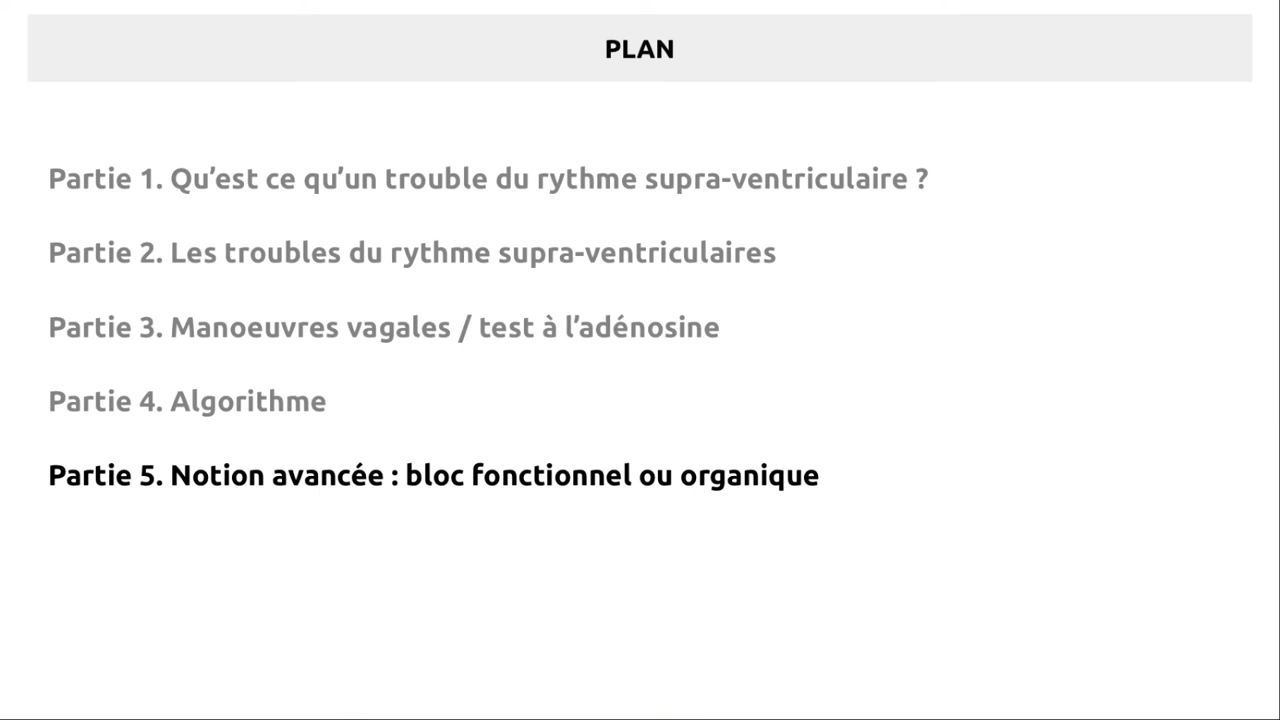 PLAN
Partie 1. Qu’est ce qu’un trouble du rythme supra-ventriculaire ?
Partie 2. Les troubles du rythme supra-ventriculaires
Partie 3. Manoeuvres vagales / test à l’adénosine
Partie 4. Algorithme
Partie 5. Notion avancée : bloc fonctionnel ou organique